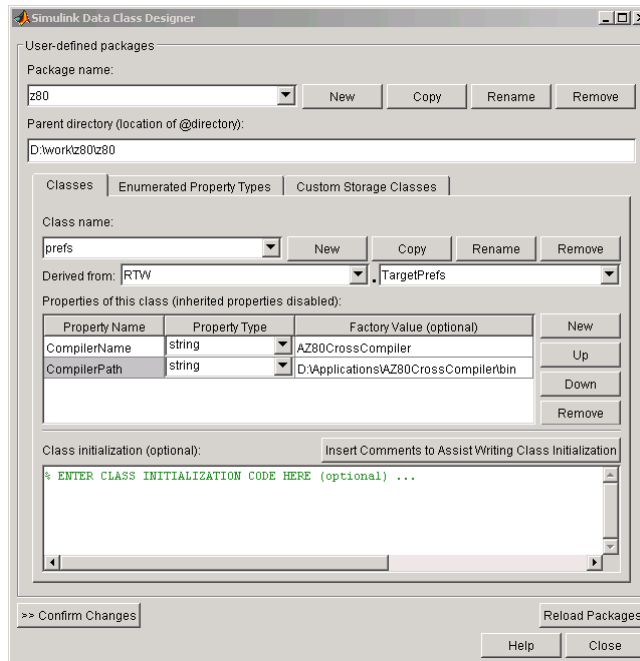 Simulink Data Class Designer
User-defined packages
Package name:
z80 New Copy Rename Remove
Parent directory (location of @directory):
D:\work\z80\z80
Classes Enumerated Property Types Custom Storage Classes
Class name:
prefs New Copy Rename Remove
Derived from: RTW . TargetPrefs
Properties of this class (inherited properties disabled):
Property Name Property Type Factory Value (optional) New
CompilerName string AZ80CrossCompiler Up
CompilerPath string D:\Applications\AZ80CrossCompiler\bin Down
Remove
Class initialization (optional): Insert Comments to Assist Writing Class Initialization
% ENTER CLASS INITIALIZATION CODE HERE (optional) ...
>> Confirm Changes Reload Packages
Help Close